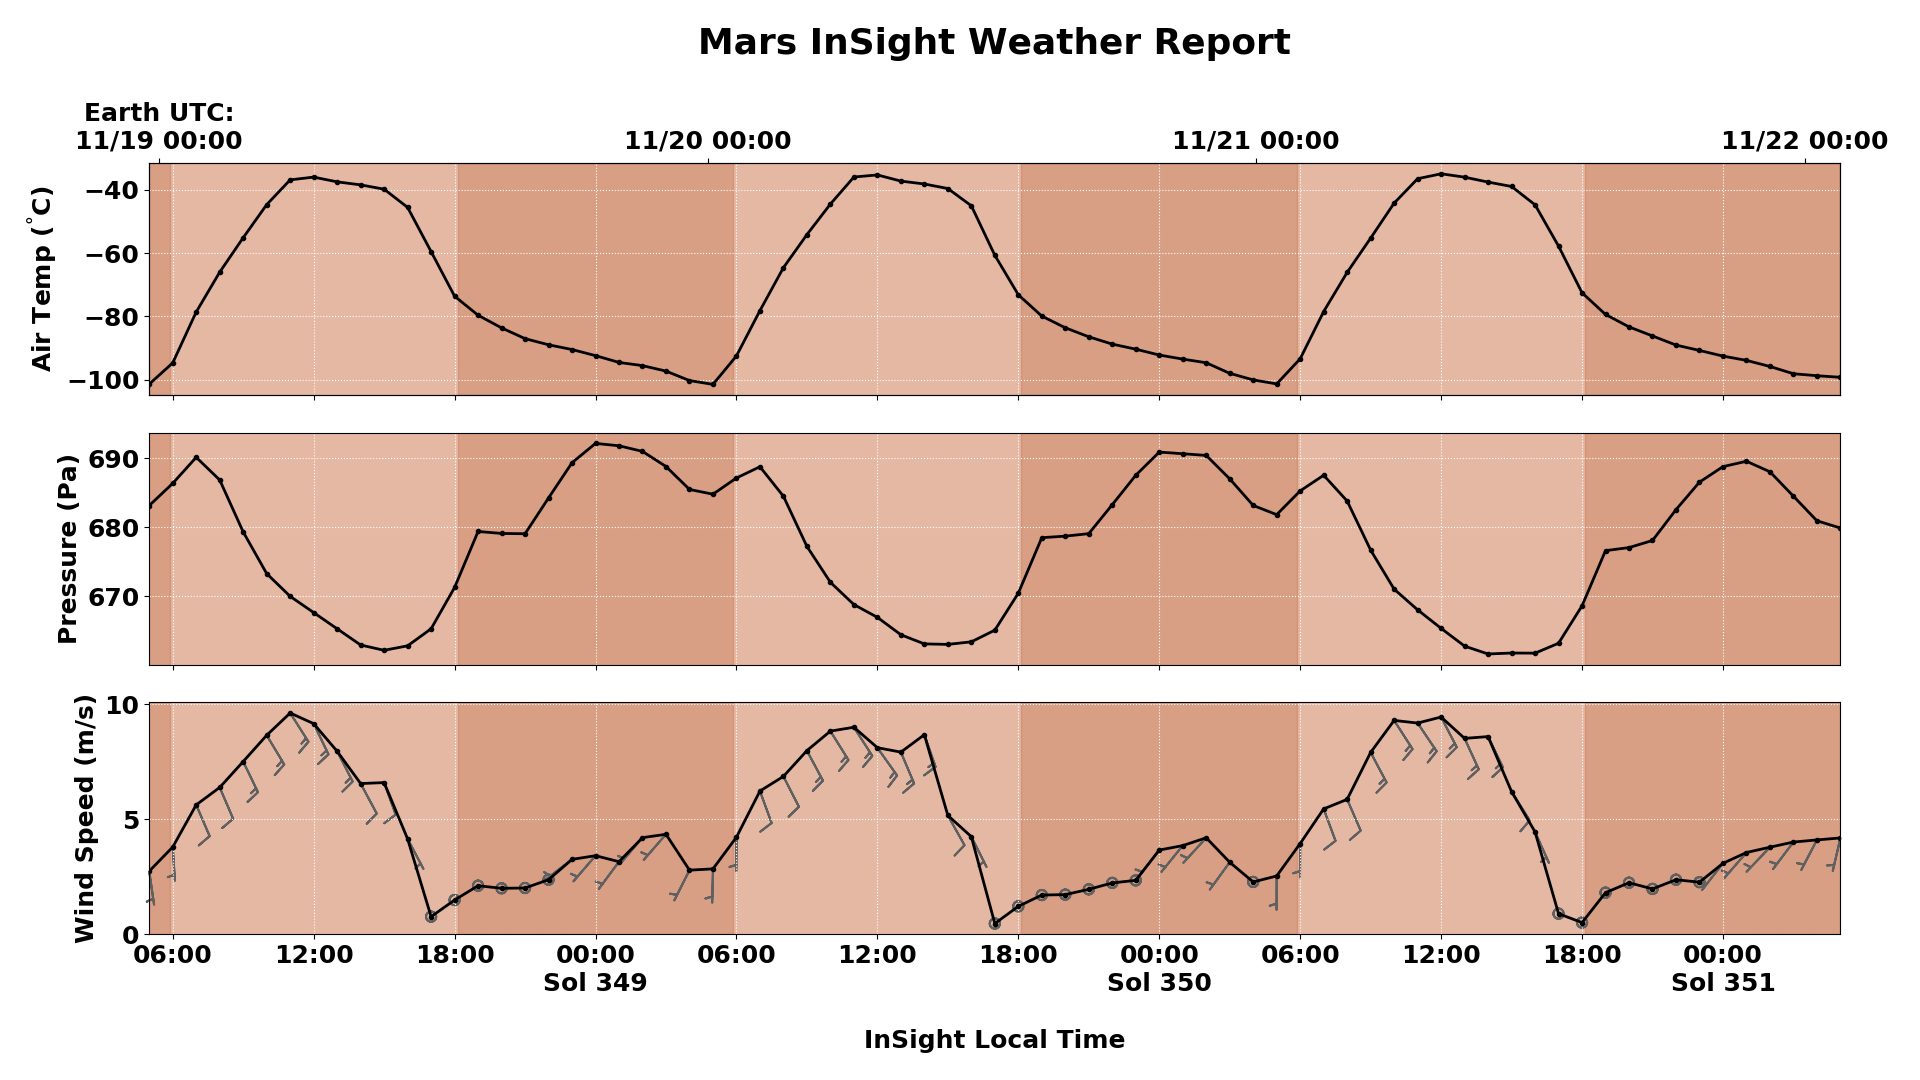 Mars InSight Weather Report
Earth UTC:
11/19 00:00 11/20 00:00 11/21 00:00 11/22 00:00
Air Temp (˚C)
−40
−60
−80
−100
Pressure (Pa)
690
680
670
Wind Speed (m/s)
10
5
0
06:00 12:00 18:00 00:00 06:00 12:00 18:00 00:00 06:00 12:00 18:00 00:00
Sol 349 Sol 350 Sol 351
InSight Local Time